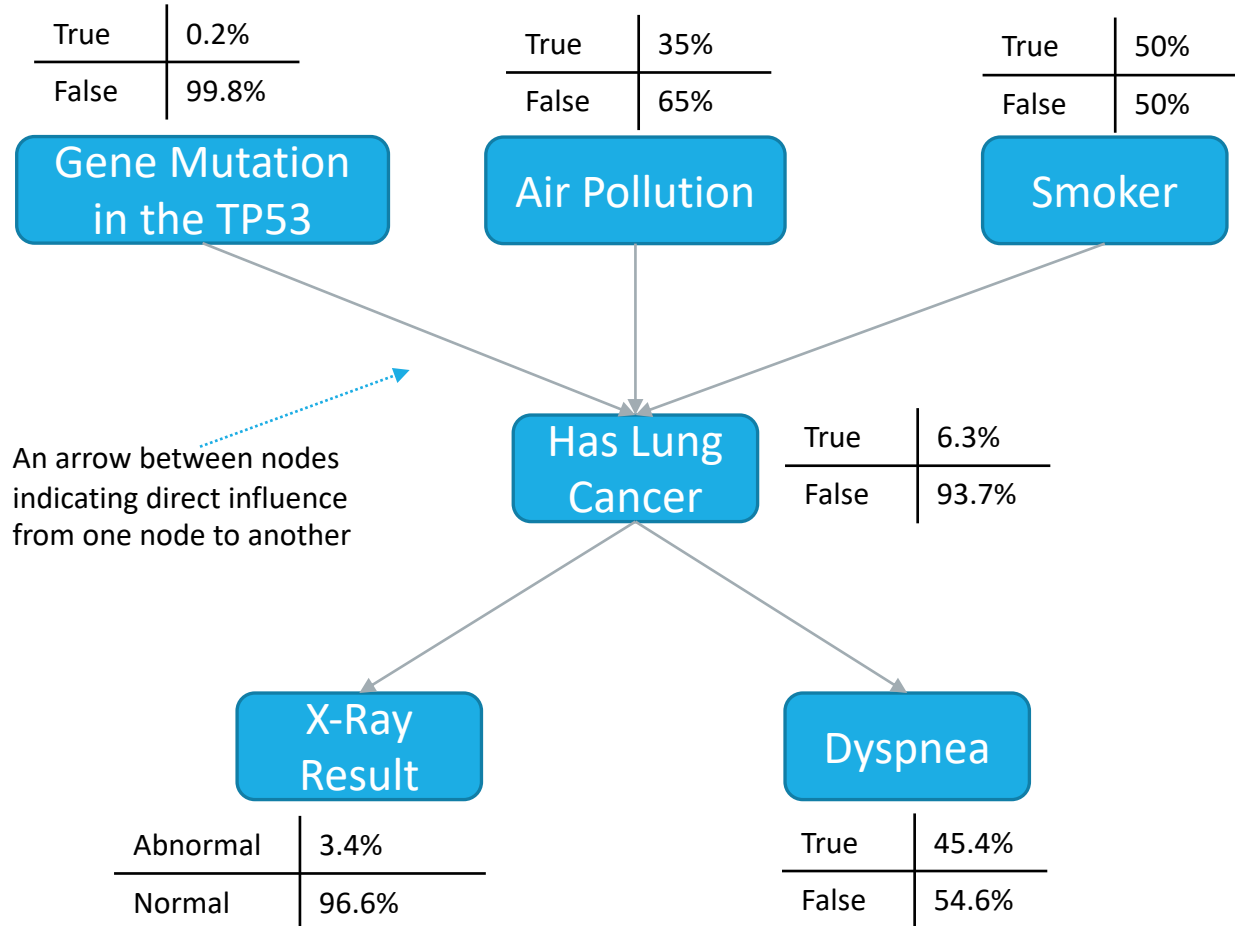 True 0.2%
False 99.8%
Gene Mutation
in the TP53
True 35%
False 65%
Air Pollution
True 50%
False 50%
Smoker
An arrow between nodes
indicating direct influence
from one node to another
Has Lung
Cancer
True 6.3%
False 93.7%
X-Ray
Result
Abnormal 3.4%
Normal 96.6%
Dyspnea
True 45.4%
False 54.6%